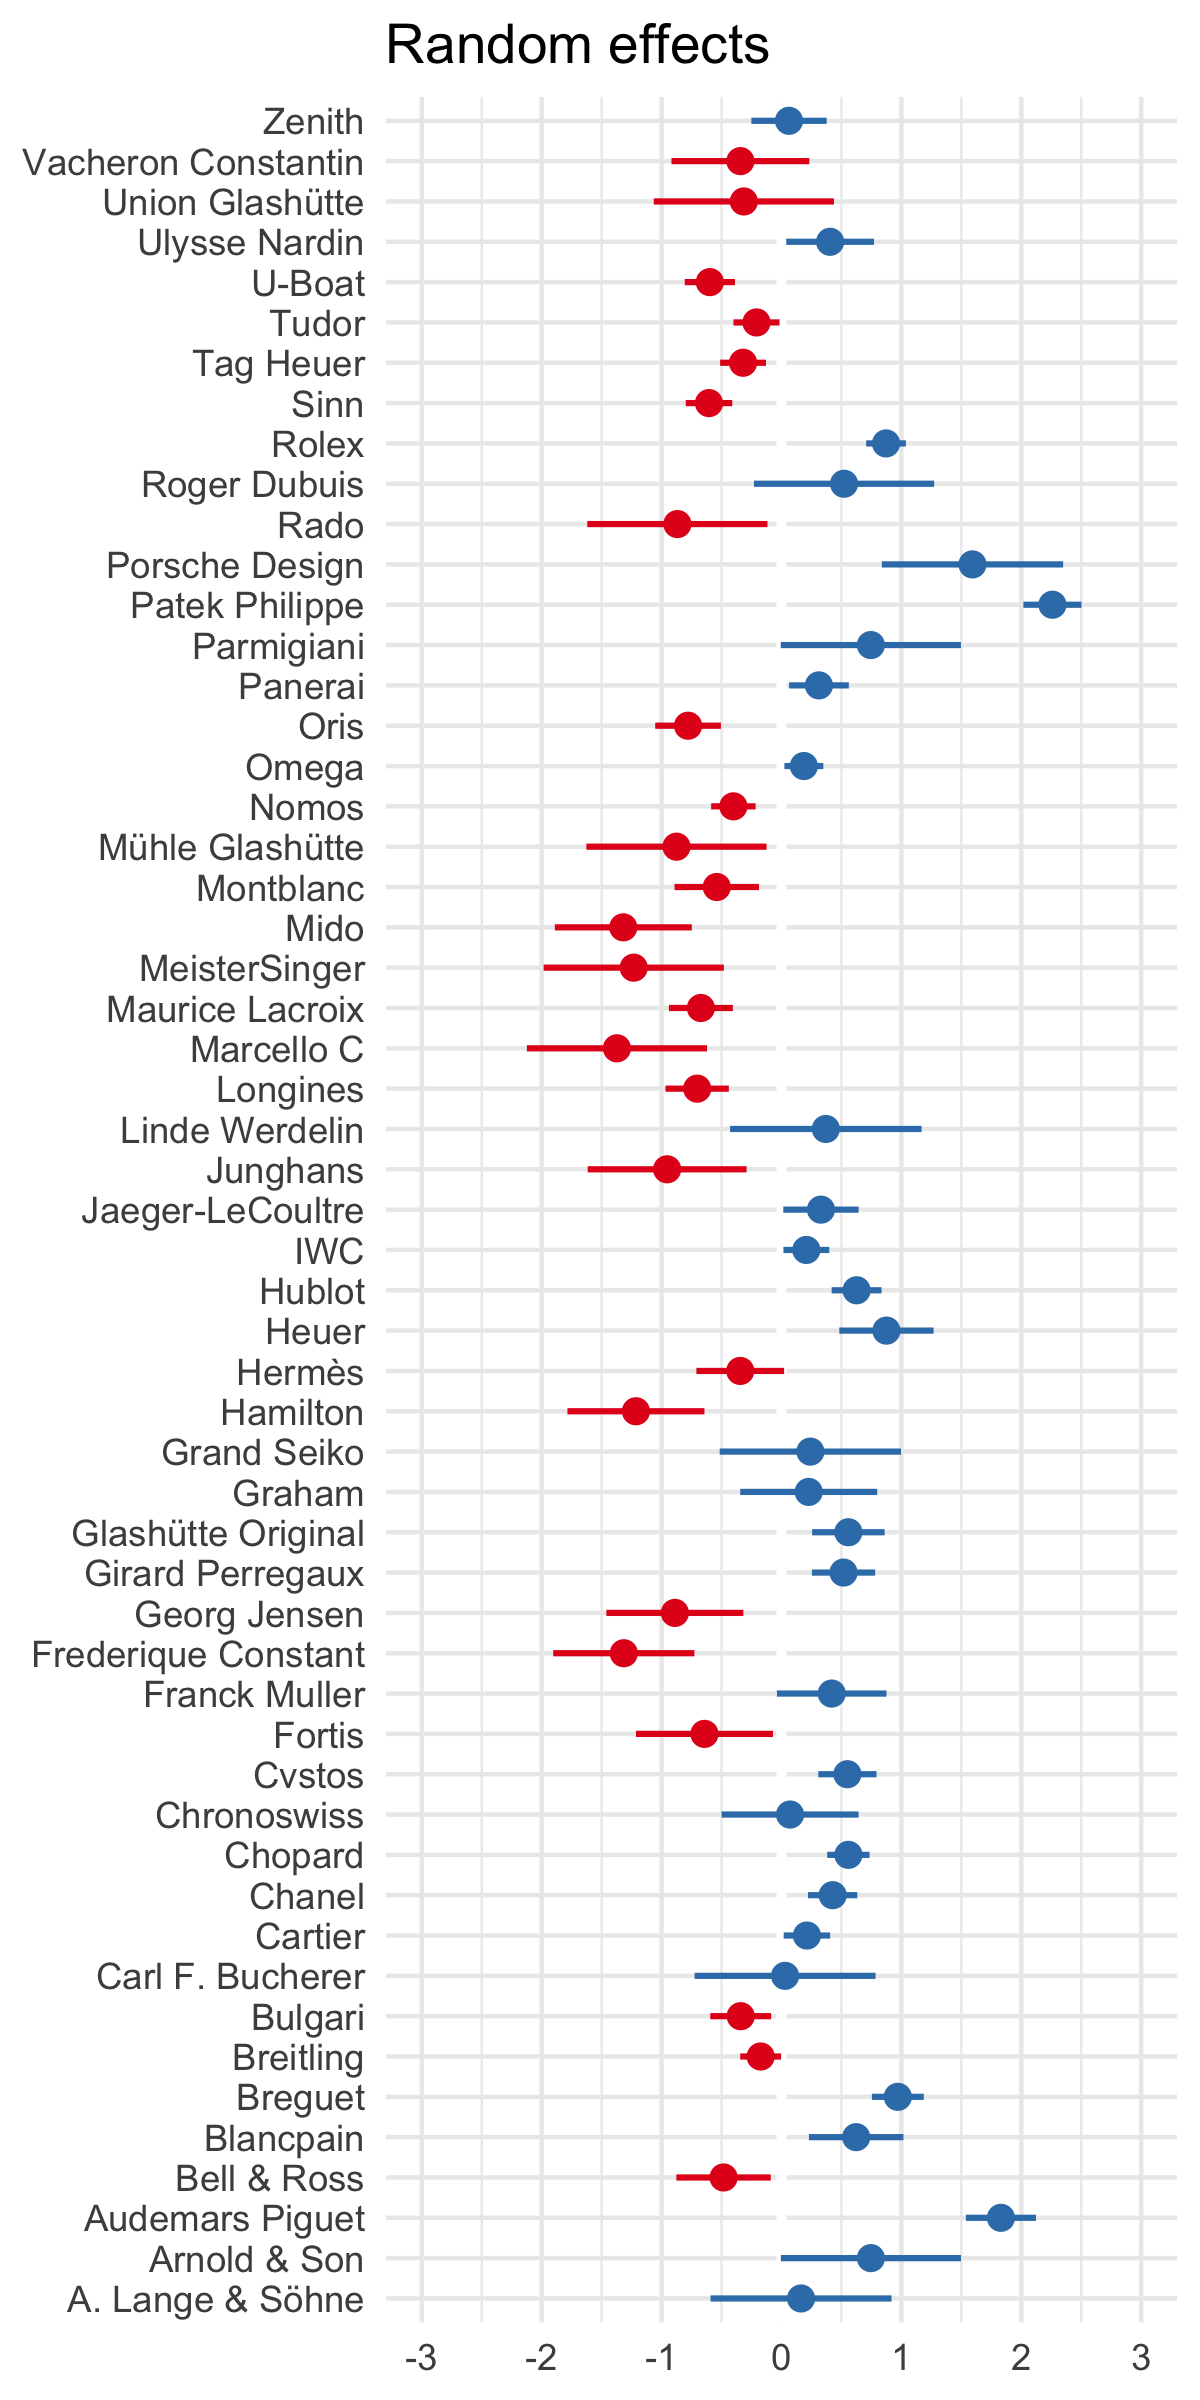 Random effects
Zenith
Vacheron Constantin
Union Glashütte
Ulysse Nardin
U-Boat
Tudor
Tag Heuer
Sinn
Rolex
Roger Dubuis
Rado
Porsche Design
Patek Philippe
Parmigiani
Panerai
Oris
Omega
Nomos
Mühle Glashütte
Montblanc
Mido
MeisterSinger
Maurice Lacroix
Marcello C
Longines
Linde Werdelin
Junghans
Jaeger-LeCoultre
IWC
Hublot
Heuer
Hermès
Hamilton
Grand Seiko
Graham
Glashütte Original
Girard Perregaux
Georg Jensen
Frederique Constant
Franck Muller
Fortis
Cvstos
Chronoswiss
Chopard
Chanel
Cartier
Carl F. Bucherer
Bulgari
Breitling
Breguet
Blancpain
Bell & Ross
Audemars Piguet
Arnold & Son
A. Lange & Söhne
-3 -2 -1 0 1 2 3